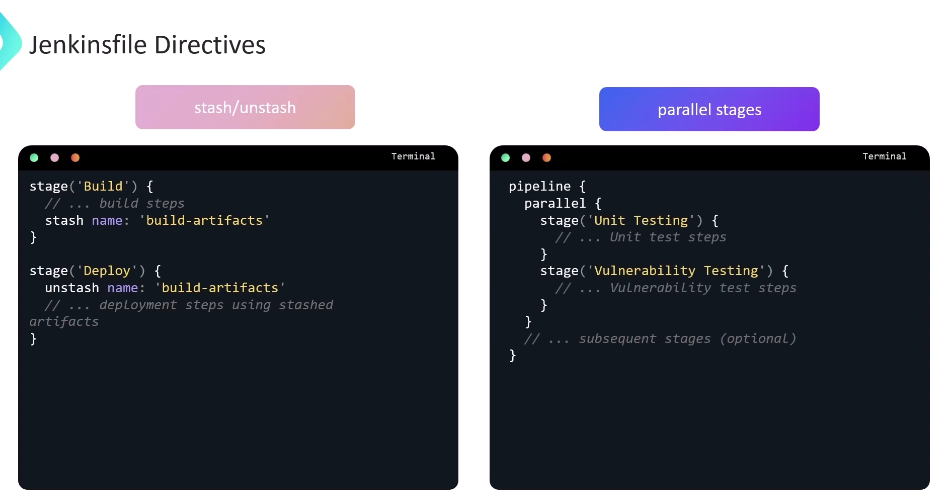 Jenkinsfile Directives
stash/unstash
Terminal
stage('Build') {
  // ... build steps
  stash name: 'build-artifacts'
}
stage('Deploy') {
  unstash name: 'build-artifacts'
  // ... deployment steps using stashed
artifacts
}
parallel stages
Terminal
pipeline {
  parallel {
    stage('Unit Testing') {
      // ... Unit test steps
    }
    stage('Vulnerability Testing') {
      // ... Vulnerability test steps
    }
  }
  // ... subsequent stages (optional)
}